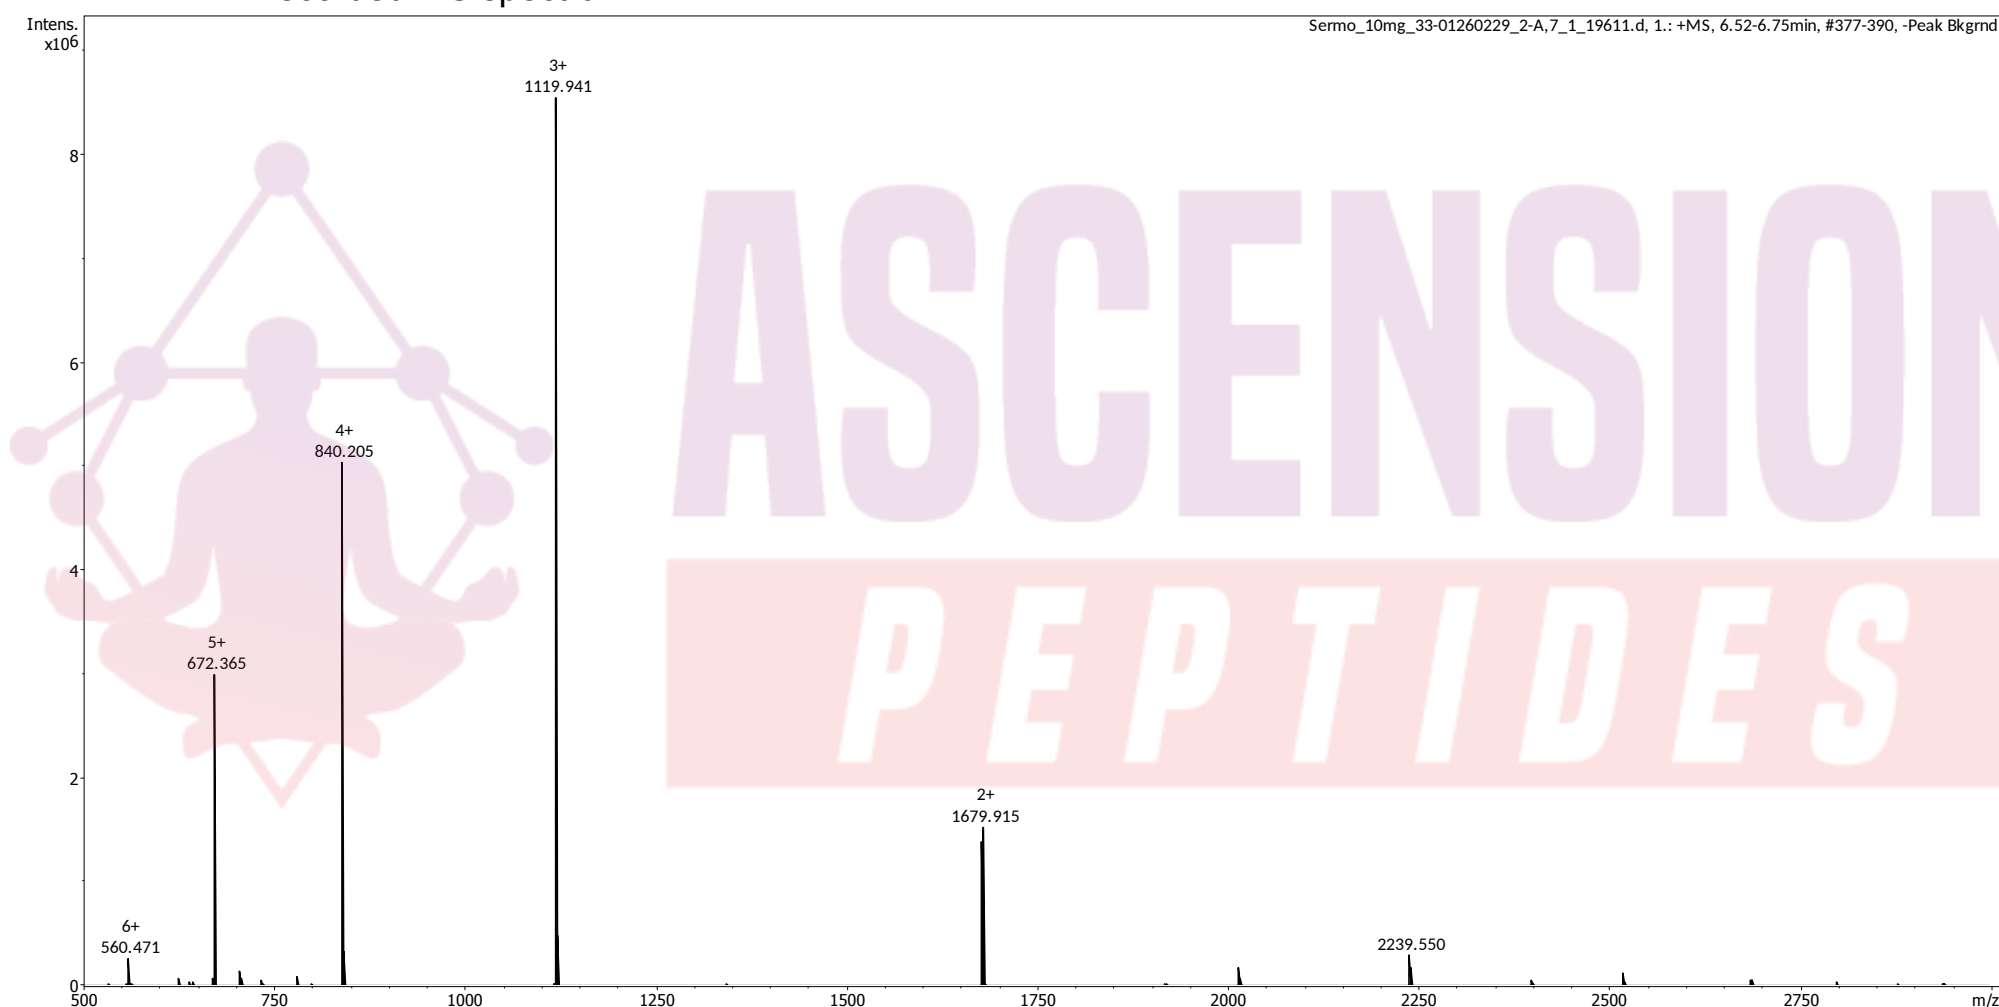 Intens.
x10⁶
Sermo_10mg_33-01260229_2-A,7_1_19611.d, 1.: +MS, 6.52-6.75min, #377-390, -Peak Bkgrnd
3+
1119.941
8
ASCENSION
6
4+
840.205
4
PEPTIDES
5+
672.365
2
2+
1679.915
6+
560.471
2239.550
0
500 750 1000 1250 1500 1750 2000 2250 2500 2750 m/z